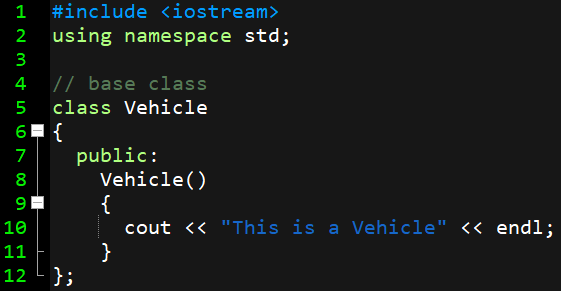 1 #include <iostream>
2 using namespace std;
3
4 // base class
5 class Vehicle
6 {
7   public:
8     Vehicle()
9     {
10      cout << "This is a Vehicle" << endl;
11    }
12 };